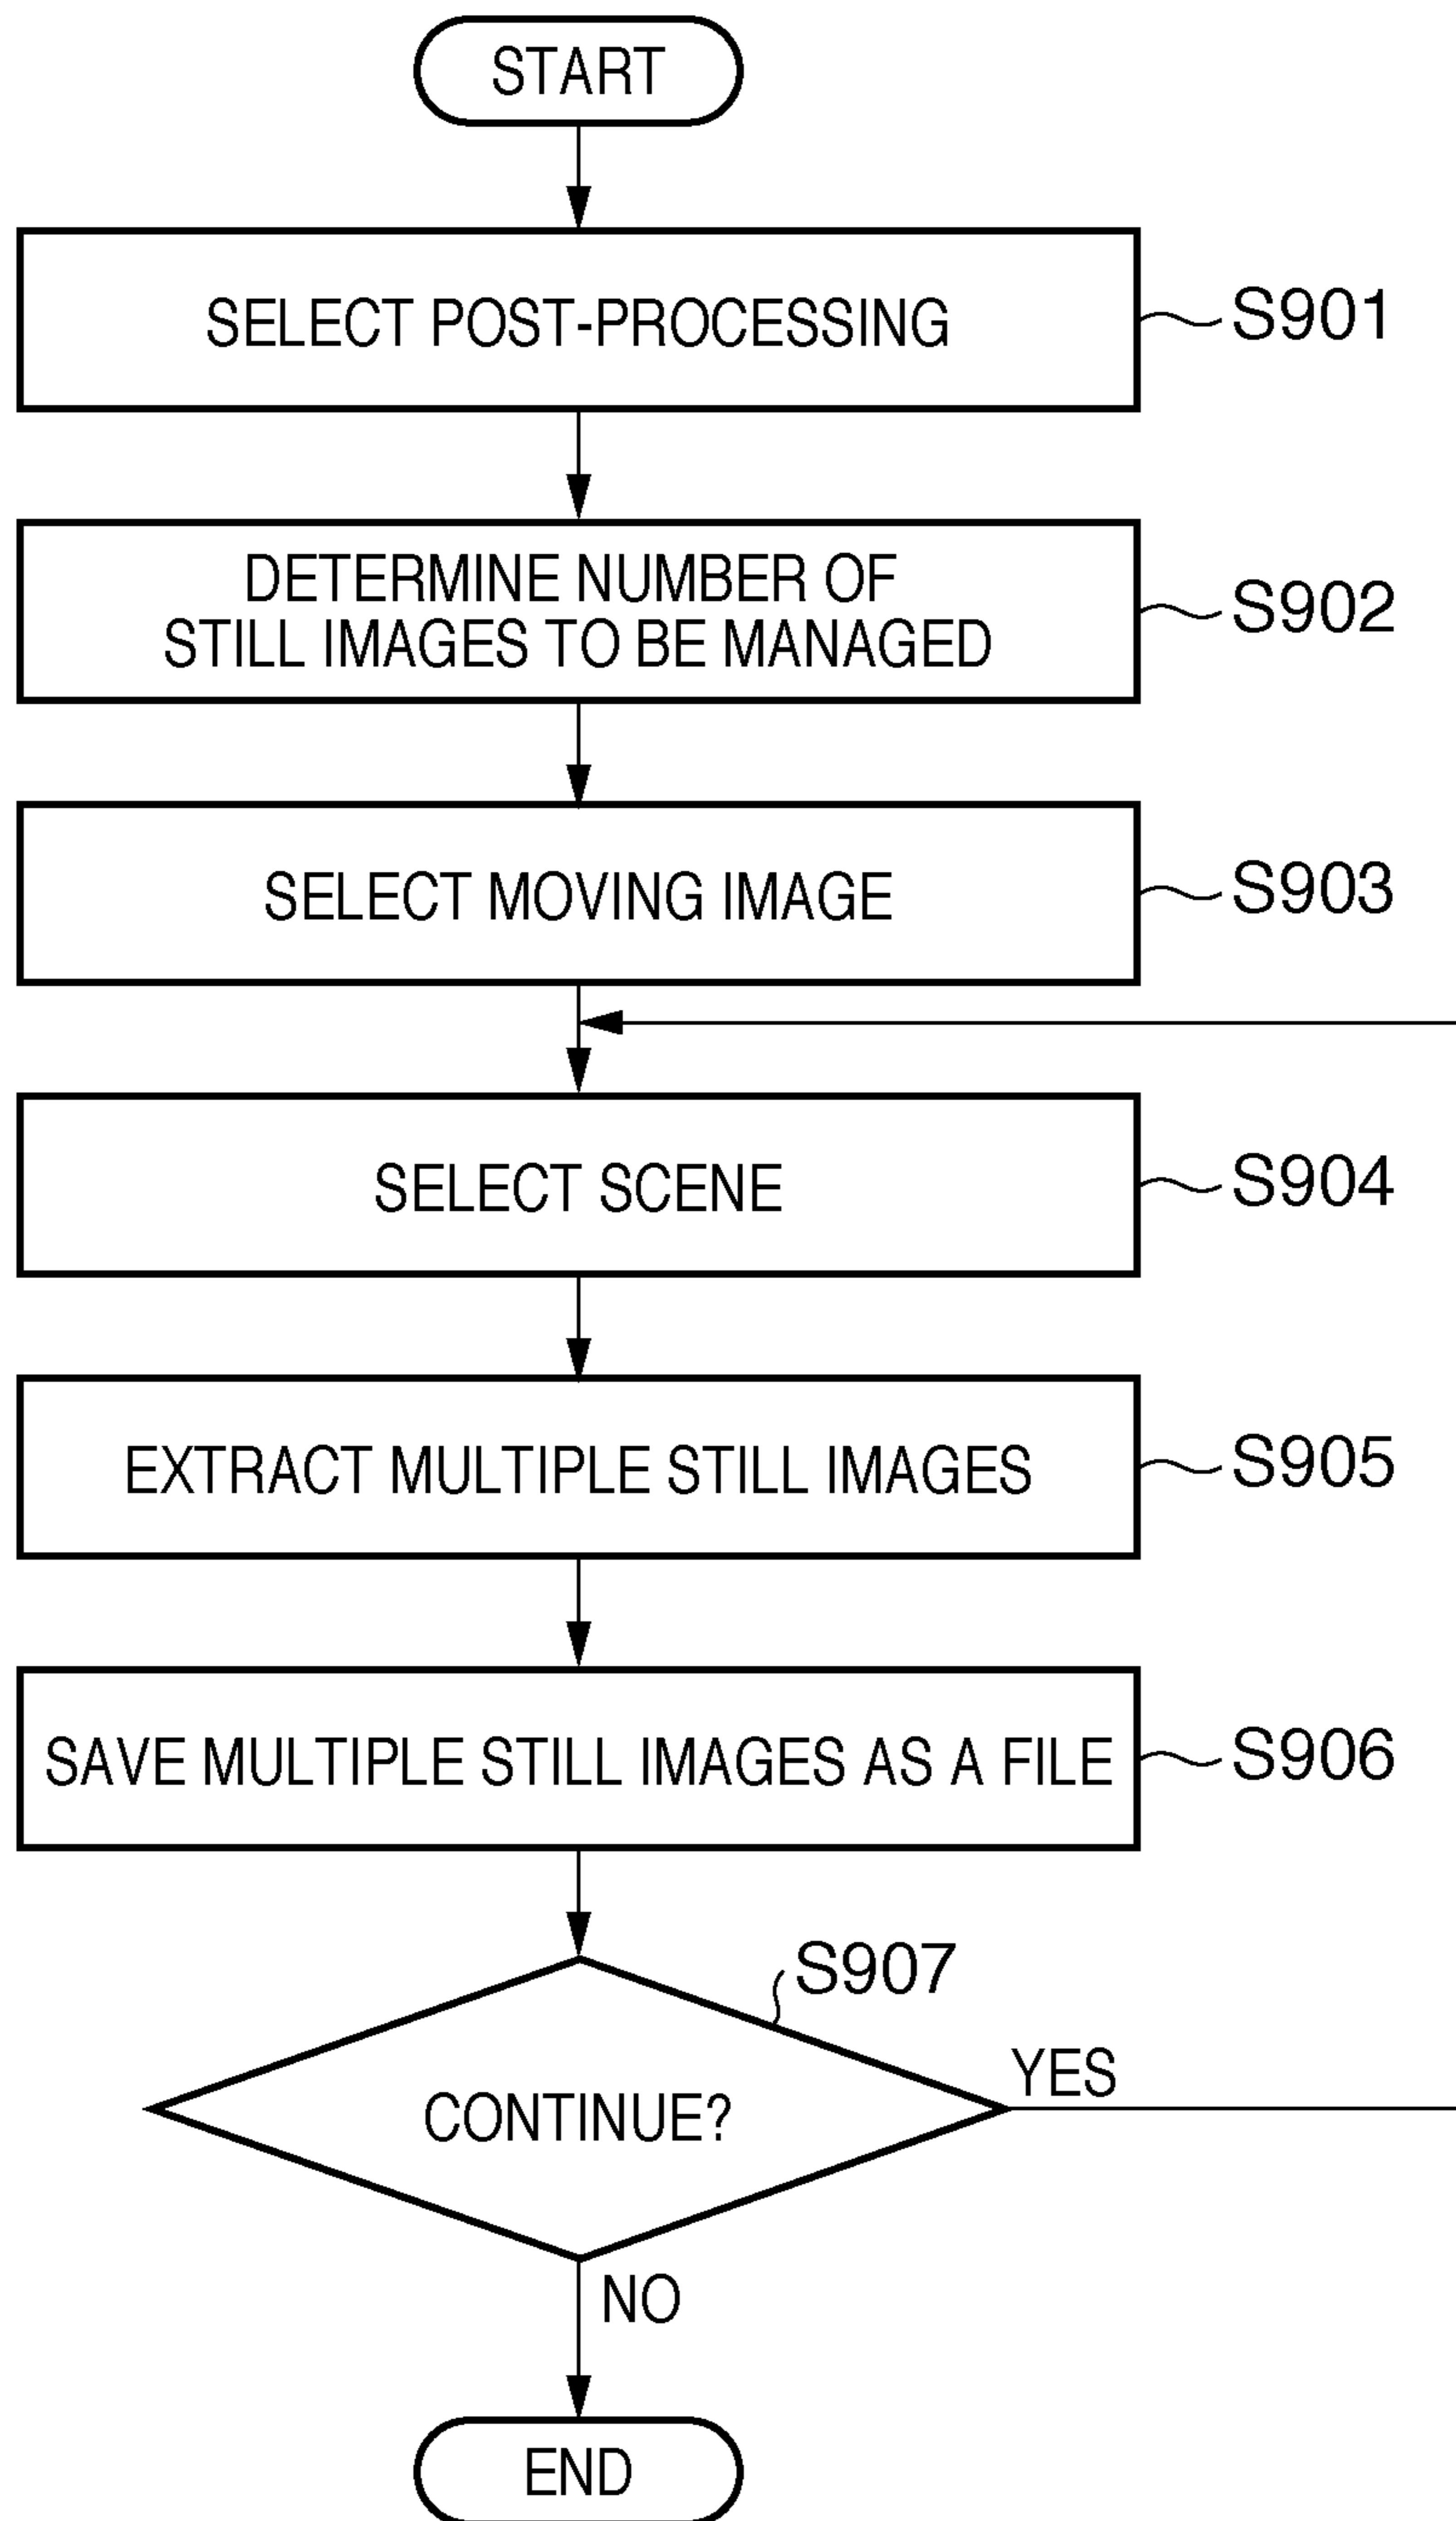 START
SELECT POST-PROCESSING
S901
DETERMINE NUMBER OF
STILL IMAGES TO BE MANAGED
S902
SELECT MOVING IMAGE
S903
SELECT SCENE
S904
EXTRACT MULTIPLE STILL IMAGES
S905
SAVE MULTIPLE STILL IMAGES AS A FILE
S906
S907
CONTINUE?
YES
NO
END